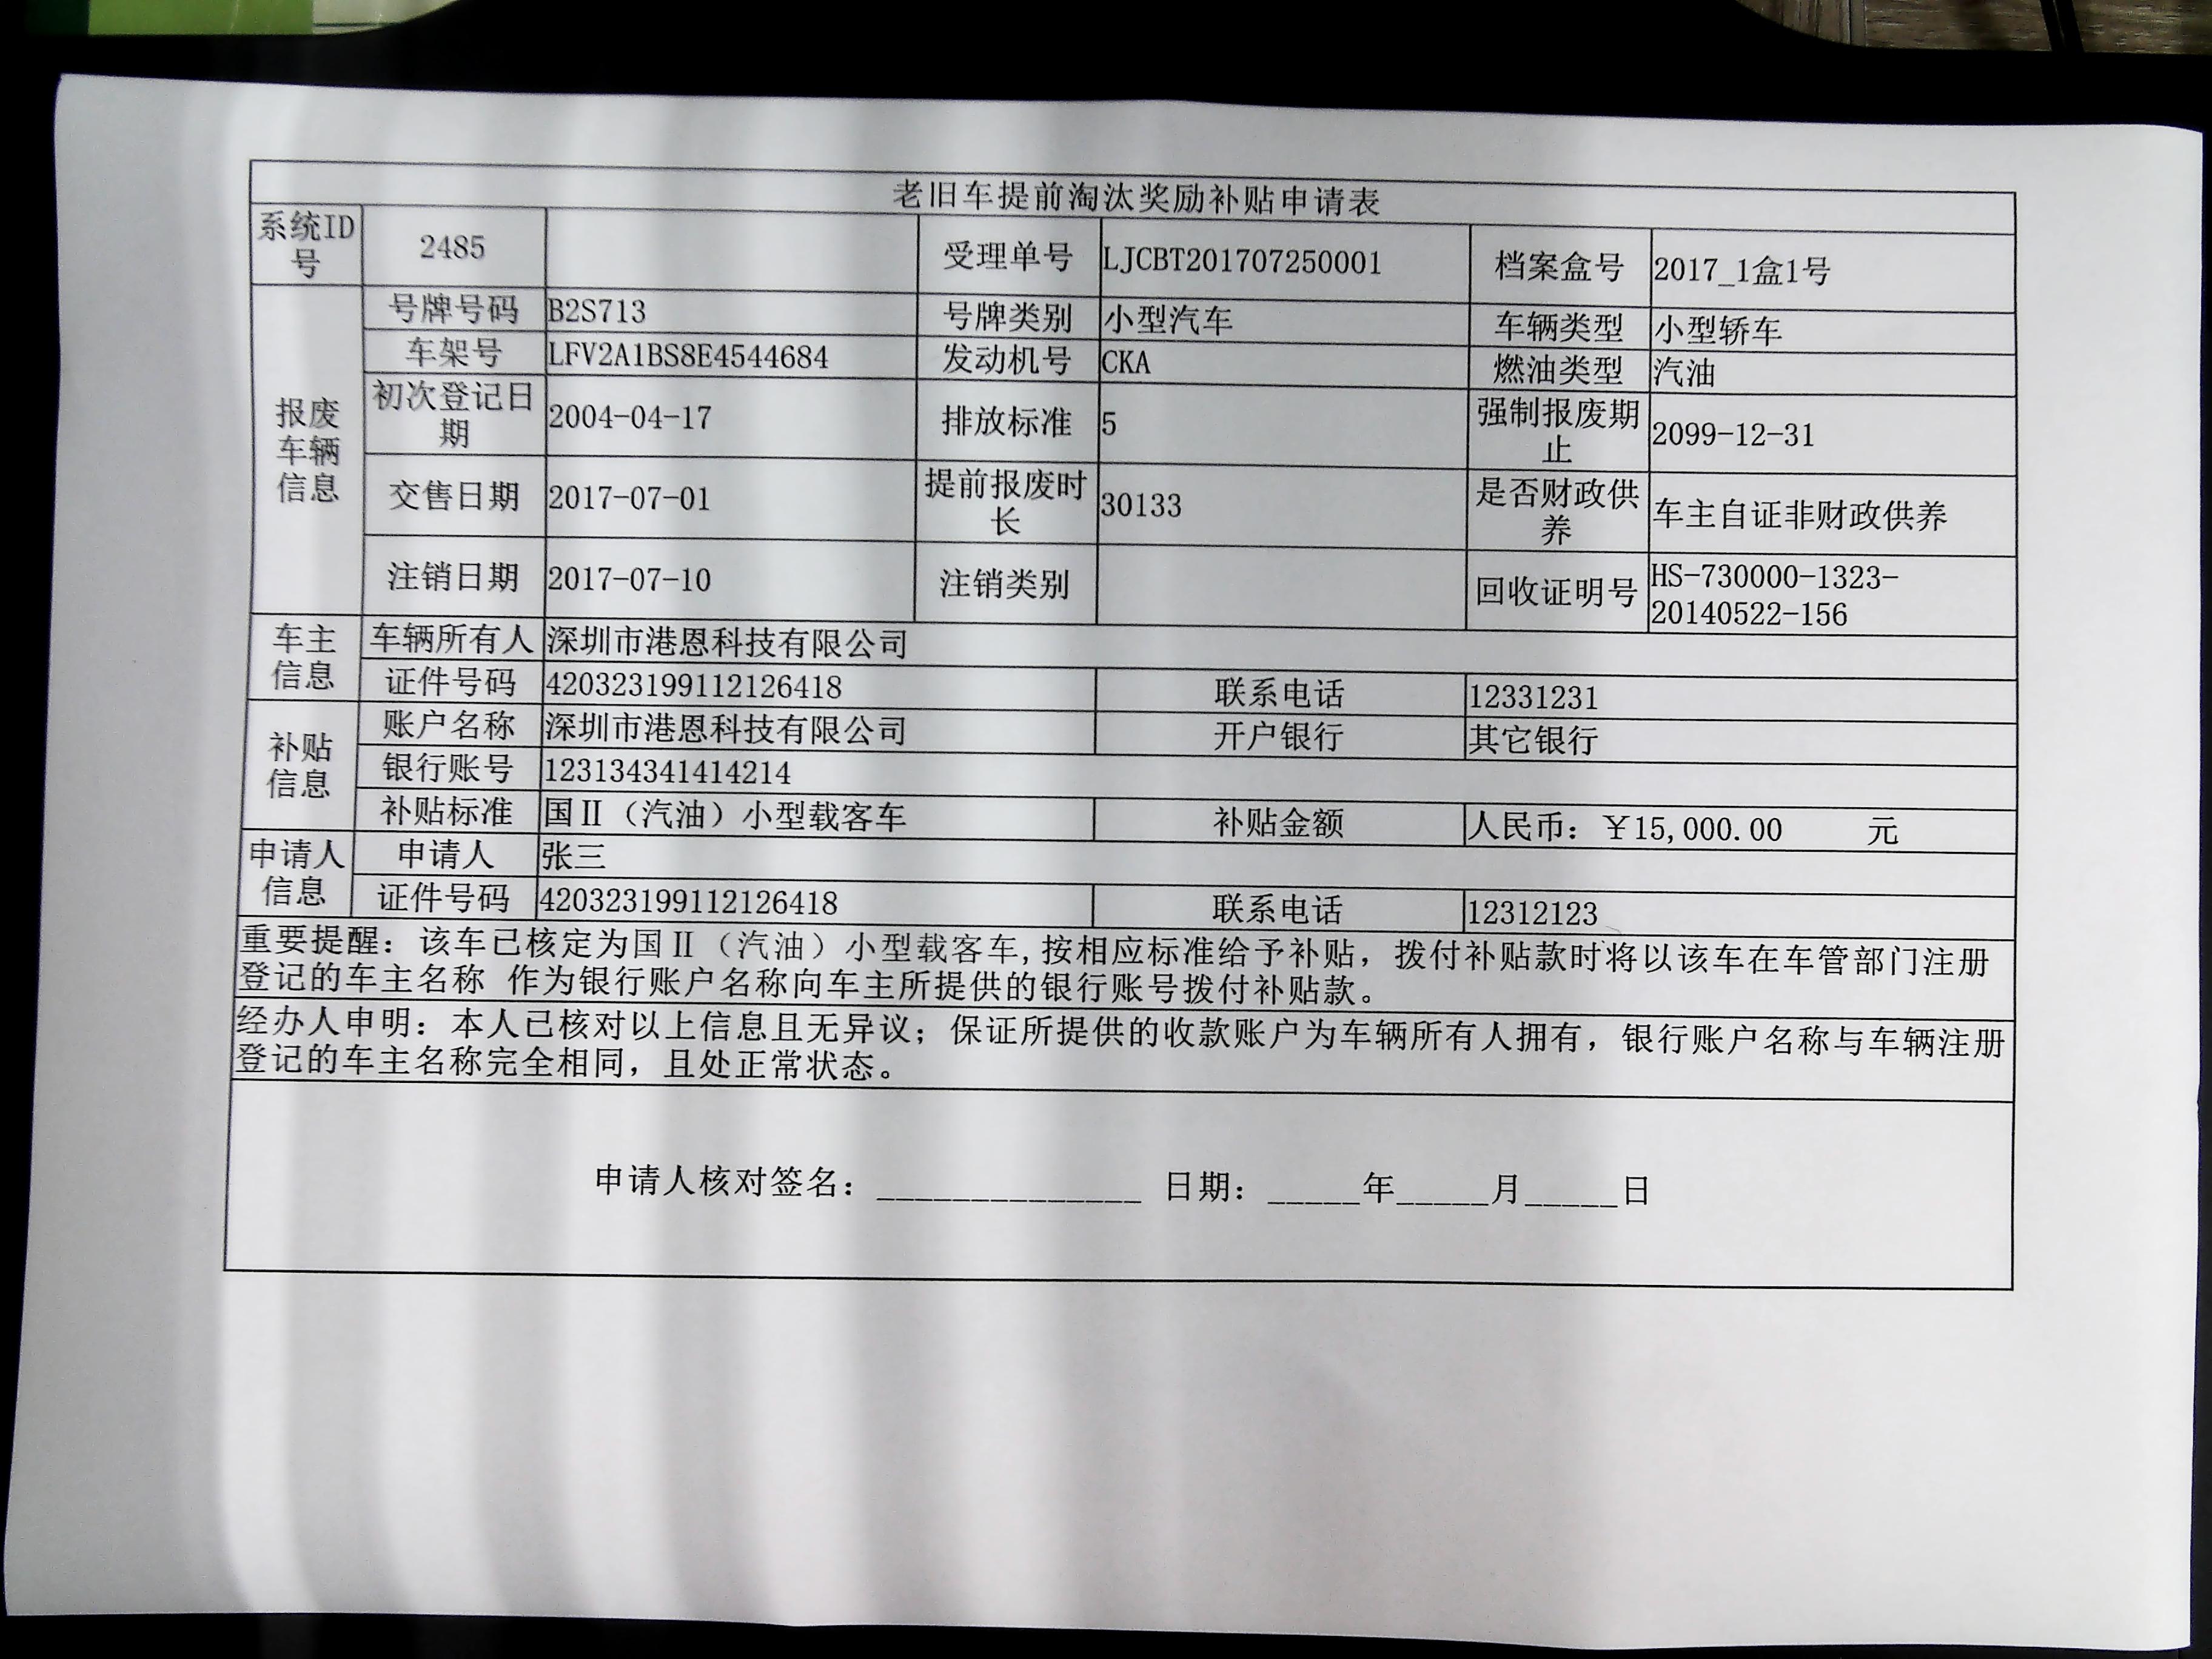 老旧车提前淘汰奖励补贴申请表
系统ID号 2485 受理单号 LJCBT201707250001 档案盒号 2017_1盒1号
报废车辆信息
号牌号码 B2S713 号牌类别 小型汽车 车辆类型 小型轿车
车架号 LFV2A1BS8E4544684 发动机号 CKA 燃油类型 汽油
初次登记日期 2004-04-17 排放标准 5 强制报废期止 2099-12-31
交售日期 2017-07-01 提前报废时长 30133 是否财政供养 车主自证非财政供养
注销日期 2017-07-10 注销类别 回收证明号 HS-730000-1323-20140522-156
车主信息
车辆所有人 深圳市港恩科技有限公司
证件号码 420323199112126418 联系电话 12331231
补贴信息
账户名称 深圳市港恩科技有限公司 开户银行 其它银行
银行账号 123134341414214
补贴标准 国Ⅱ（汽油）小型载客车 补贴金额 人民币：￥15,000.00 元
申请人信息
申请人 张三
证件号码 420323199112126418 联系电话 12312123
重要提醒：该车已核定为国Ⅱ（汽油）小型载客车,按相应标准给予补贴，拨付补贴款时将以该车在车管部门注册
登记的车主名称 作为银行账户名称向车主所提供的银行账号拨付补贴款。
经办人申明：本人已核对以上信息且无异议；保证所提供的收款账户为车辆所有人拥有，银行账户名称与车辆注册
登记的车主名称完全相同，且处正常状态。
申请人核对签名：______________ 日期：_____年_____月_____日